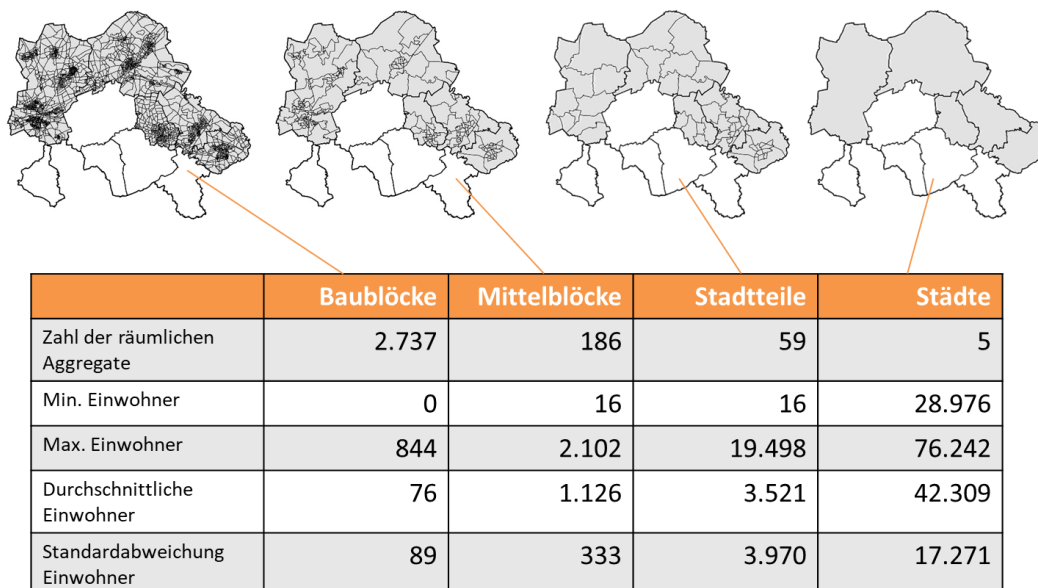 Baublöcke Mittelblöcke Stadtteile Städte
Zahl der räumlichen
Aggregate
2.737 186 59 5
Min. Einwohner 0 16 16 28.976
Max. Einwohner 844 2.102 19.498 76.242
Durchschnittliche
Einwohner
76 1.126 3.521 42.309
Standardabweichung
Einwohner
89 333 3.970 17.271